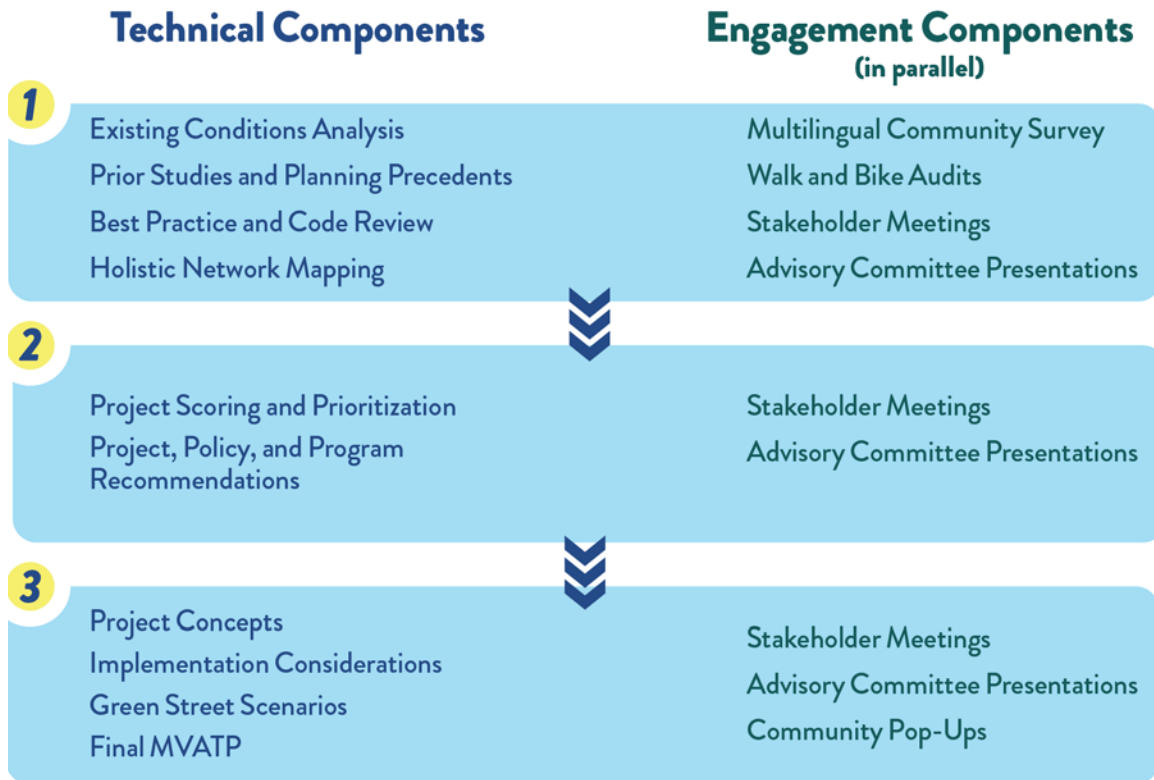 Technical Components
Engagement Components
(in parallel)
1
Existing Conditions Analysis
Prior Studies and Planning Precedents
Best Practice and Code Review
Holistic Network Mapping
Multilingual Community Survey
Walk and Bike Audits
Stakeholder Meetings
Advisory Committee Presentations
2
Project Scoring and Prioritization
Project, Policy, and Program
Recommendations
Stakeholder Meetings
Advisory Committee Presentations
3
Project Concepts
Implementation Considerations
Green Street Scenarios
Final MVATP
Stakeholder Meetings
Advisory Committee Presentations
Community Pop-Ups